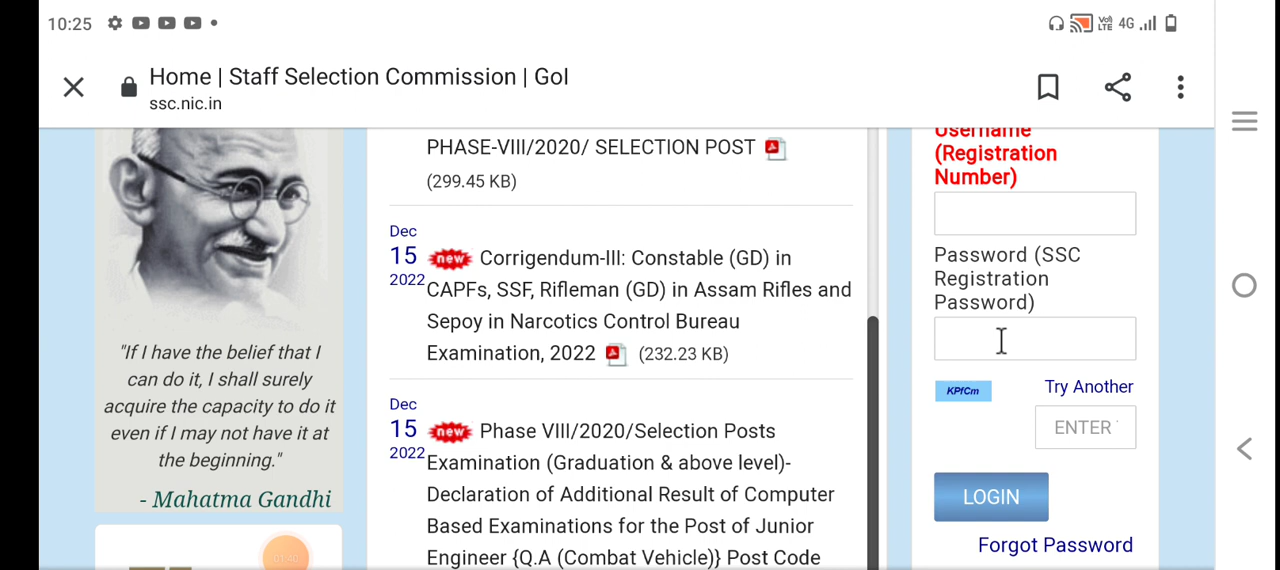 10:25
VoI) LTE 4G
Home | Staff Selection Commission | GoI
ssc.nic.in
"If I have the belief that I
can do it, I shall surely
acquire the capacity to do it
even if I may not have it at
the beginning."
- Mahatma Gandhi
01:20
PHASE-VIII/2020/ SELECTION POST
(299.45 KB)
Dec
15
2022
new Corrigendum-III: Constable (GD) in
CAPFs, SSF, Rifleman (GD) in Assam Rifles and
Sepoy in Narcotics Control Bureau
Examination, 2022 (232.23 KB)
Dec
15
2022
new Phase VIII/2020/Selection Posts
Examination (Graduation & above level)-
Declaration of Additional Result of Computer
Based Examinations for the Post of Junior
Engineer {Q.A (Combat Vehicle)} Post Code
Username
(Registration
Number)
Password (SSC
Registration
Password)
KPfCm
Try Another
ENTER
LOGIN
Forgot Password